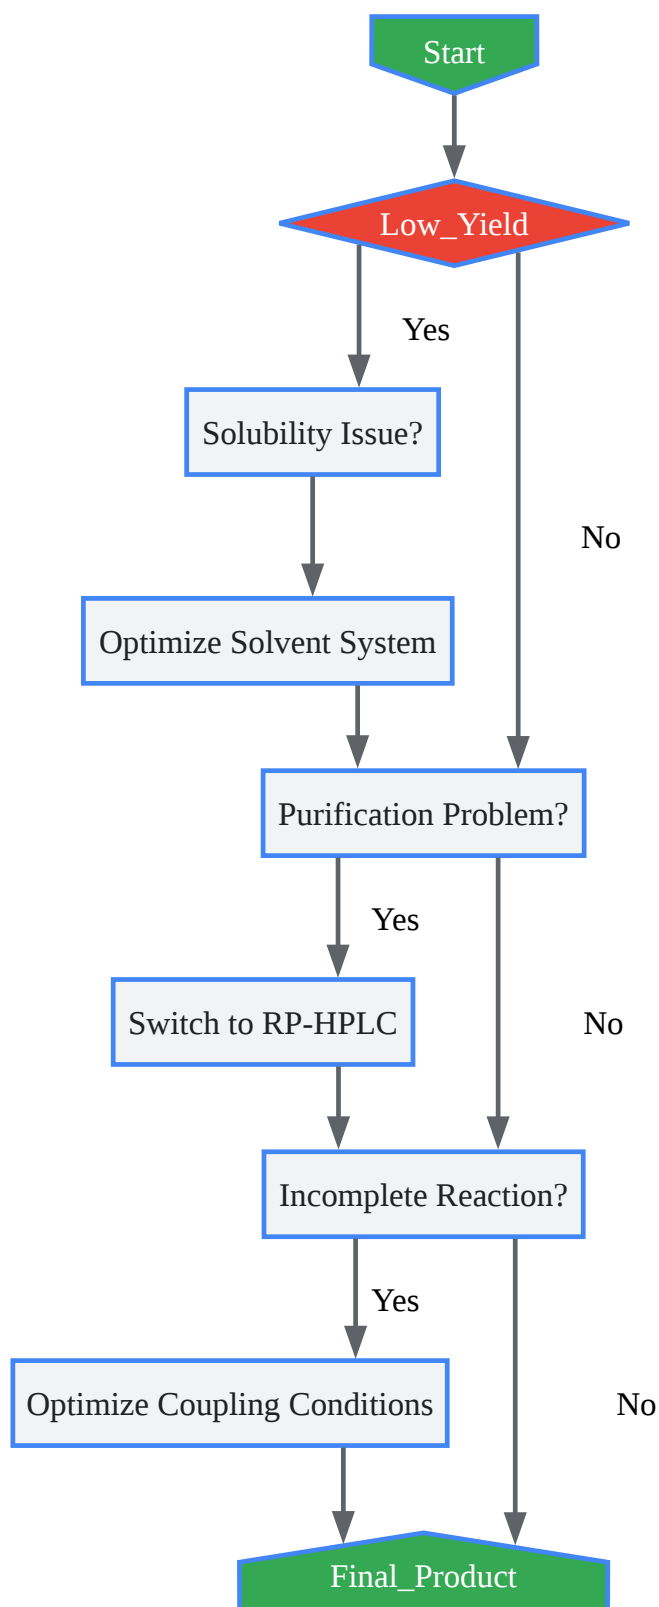 Start
Low_Yield
Yes
Solubility Issue?
No
Optimize Solvent System
Purification Problem?
Yes
Switch to RP-HPLC
No
Incomplete Reaction?
Yes
Optimize Coupling Conditions
No
Final_Product